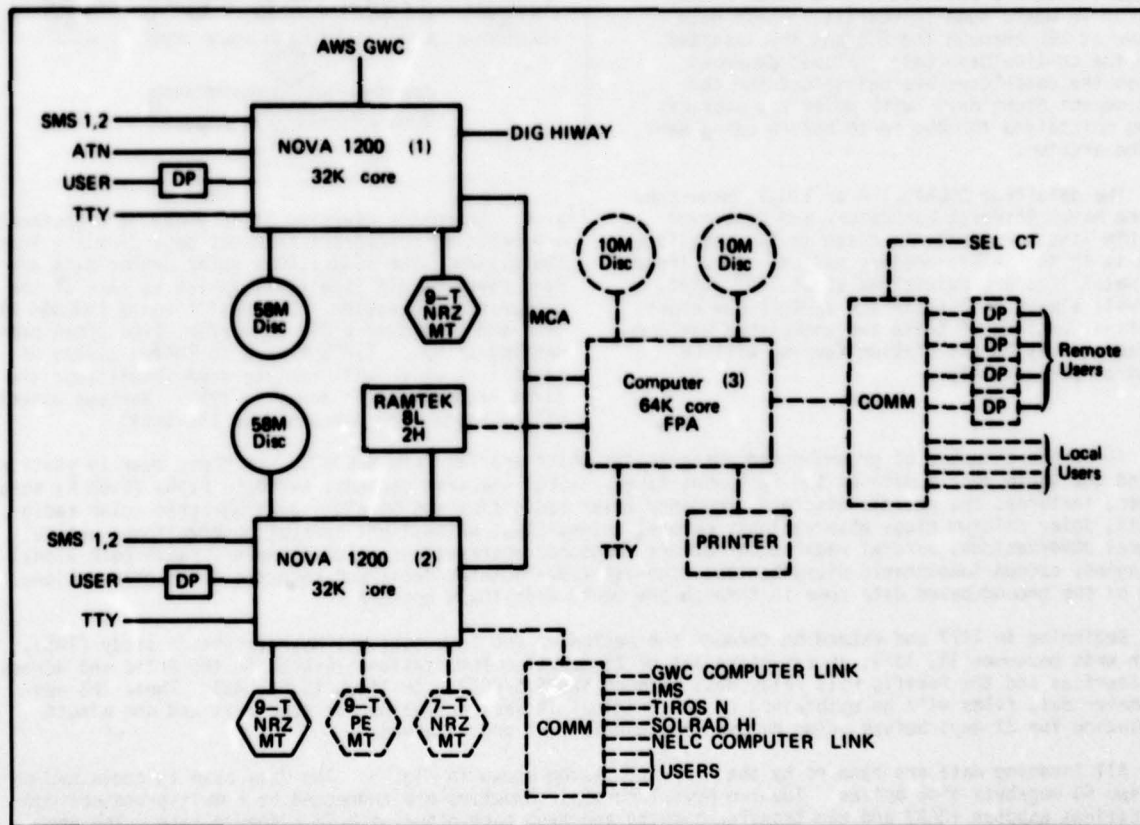 AWS GWC
SMS 1,2
ATN
USER
DP
TTY
NOVA 1200 (1)
32K core
DIG HIWAY
58M
Disc
9-T
NRZ
MT
MCA
10M
Disc
10M
Disc
SEL CT
58M
Disc
RAMTEK
8L
2H
Computer (3)
64K core
FPA
COMM
DP
DP
DP
DP
Remote
Users
Local
Users
TTY
PRINTER
SMS 1,2
USER
DP
TTY
NOVA 1200 (2)
32K core
9-T
NRZ
MT
9-T
PE
MT
7-T
NRZ
MT
COMM
GWC COMPUTER LINK
IMS
TIROS N
SOLRAD HI
NELC COMPUTER LINK
USERS